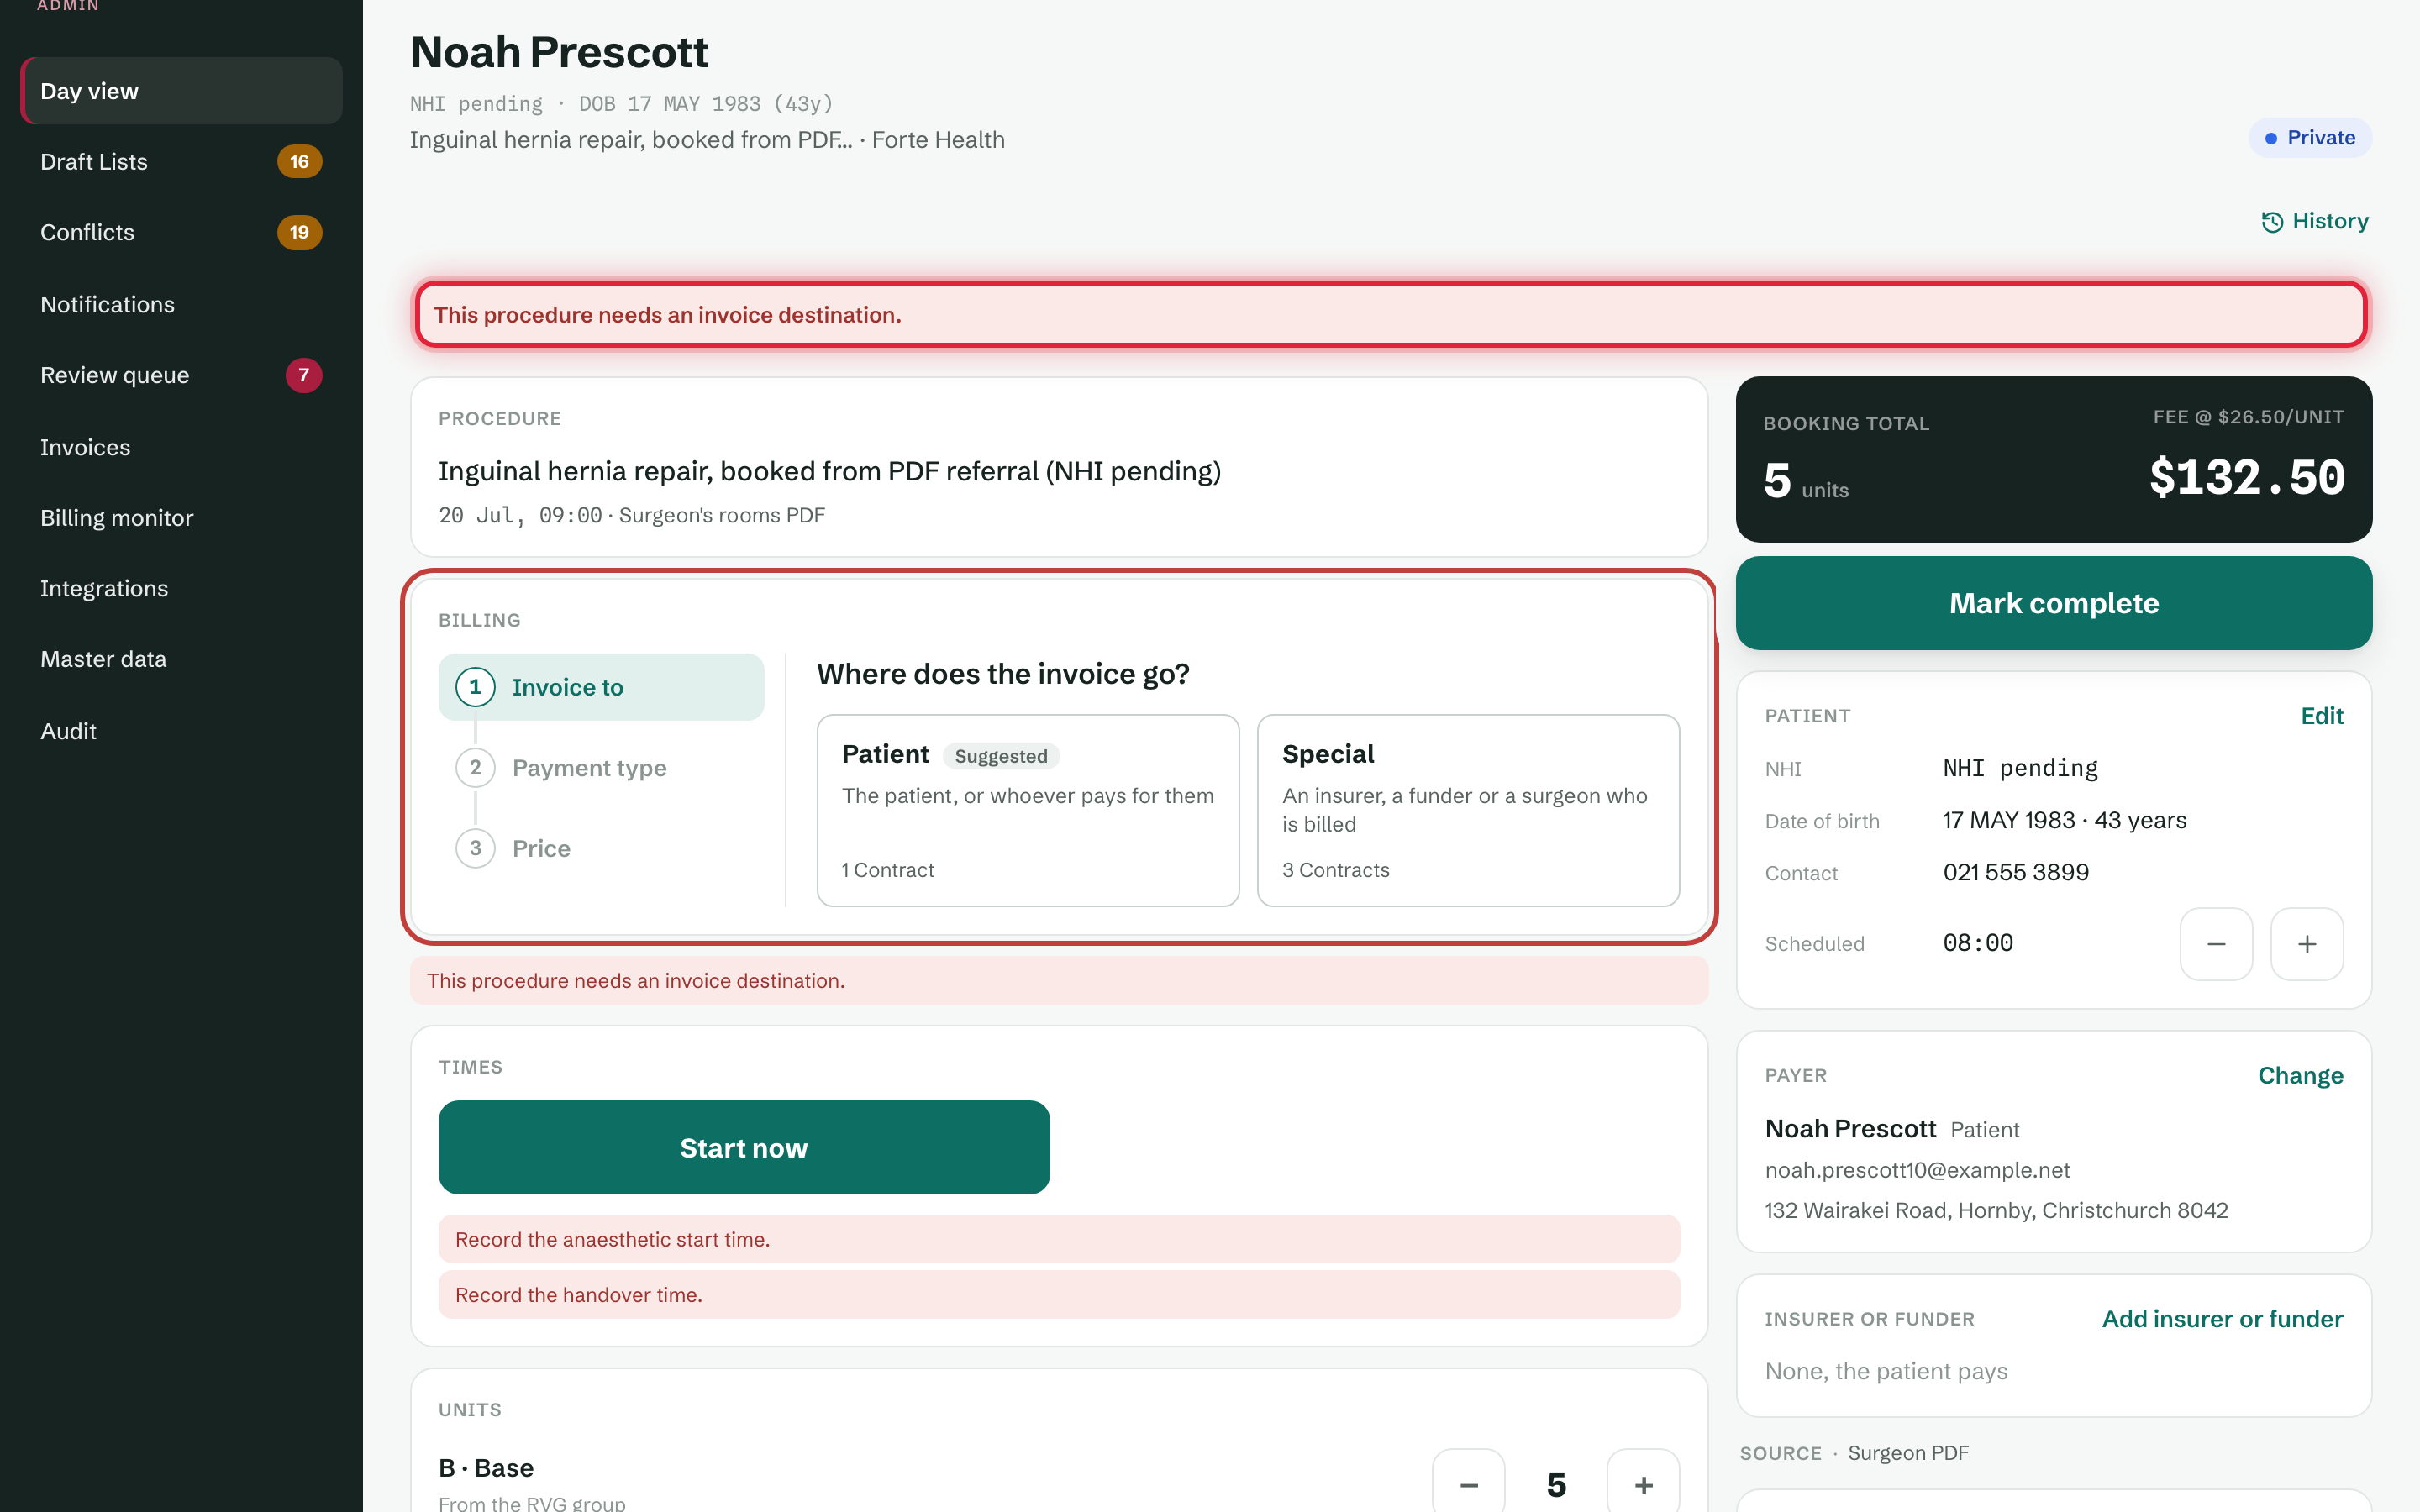 ADMIN
Day view
Draft Lists 16
Conflicts 19
Notifications
Review queue 7
Invoices
Billing monitor
Integrations
Master data
Audit
Noah Prescott
NHI pending · DOB 17 MAY 1983 (43y)
Inguinal hernia repair, booked from PDF... · Forte Health
Private
History
This procedure needs an invoice destination.
PROCEDURE
Inguinal hernia repair, booked from PDF referral (NHI pending)
20 Jul, 09:00 · Surgeon's rooms PDF
BILLING
1 Invoice to
2 Payment type
3 Price
Where does the invoice go?
Patient Suggested
The patient, or whoever pays for them
1 Contract
Special
An insurer, a funder or a surgeon who
is billed
3 Contracts
This procedure needs an invoice destination.
TIMES
Start now
Record the anaesthetic start time.
Record the handover time.
UNITS
B · Base
From the RVG group
− 5 +
BOOKING TOTAL
5 units
FEE @ $26.50/UNIT
$132.50
Mark complete
PATIENT Edit
NHI NHI pending
Date of birth 17 MAY 1983 · 43 years
Contact 021 555 3899
Scheduled 08:00 − +
PAYER Change
Noah Prescott Patient
noah.prescott10@example.net
132 Wairakei Road, Hornby, Christchurch 8042
INSURER OR FUNDER Add insurer or funder
None, the patient pays
SOURCE · Surgeon PDF